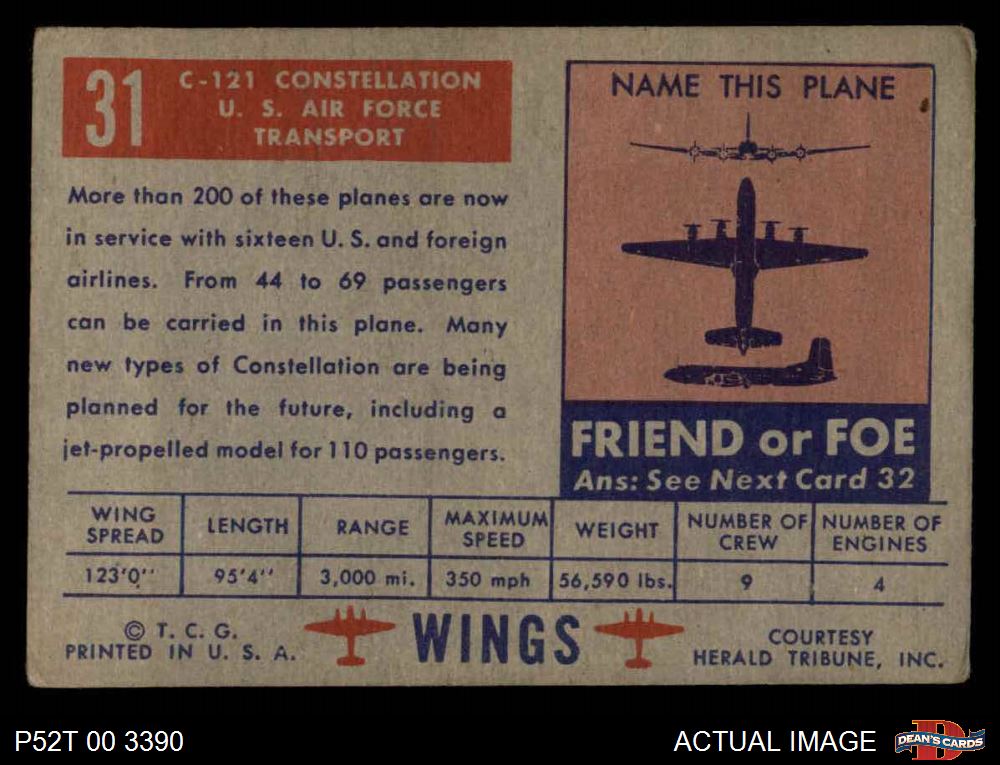 31
C-121 CONSTELLATION
U. S. AIR FORCE
TRANSPORT
More than 200 of these planes are now
in service with sixteen U. S. and foreign
airlines. From 44 to 69 passengers
can be carried in this plane. Many
new types of Constellation are being
planned for the future, including a
jet-propelled model for 110 passengers.
NAME THIS PLANE
FRIEND or FOE
Ans: See Next Card 32
WING SPREAD
LENGTH
RANGE
MAXIMUM SPEED
WEIGHT
NUMBER OF CREW
NUMBER OF ENGINES
123'0''
95'4''
3,000 mi.
350 mph
56,590 lbs.
9
4
© T. C. G.
PRINTED IN U. S. A.
WINGS
COURTESY
HERALD TRIBUNE, INC.
P52T 00 3390
ACTUAL IMAGE
D
DEAN'S CARDS